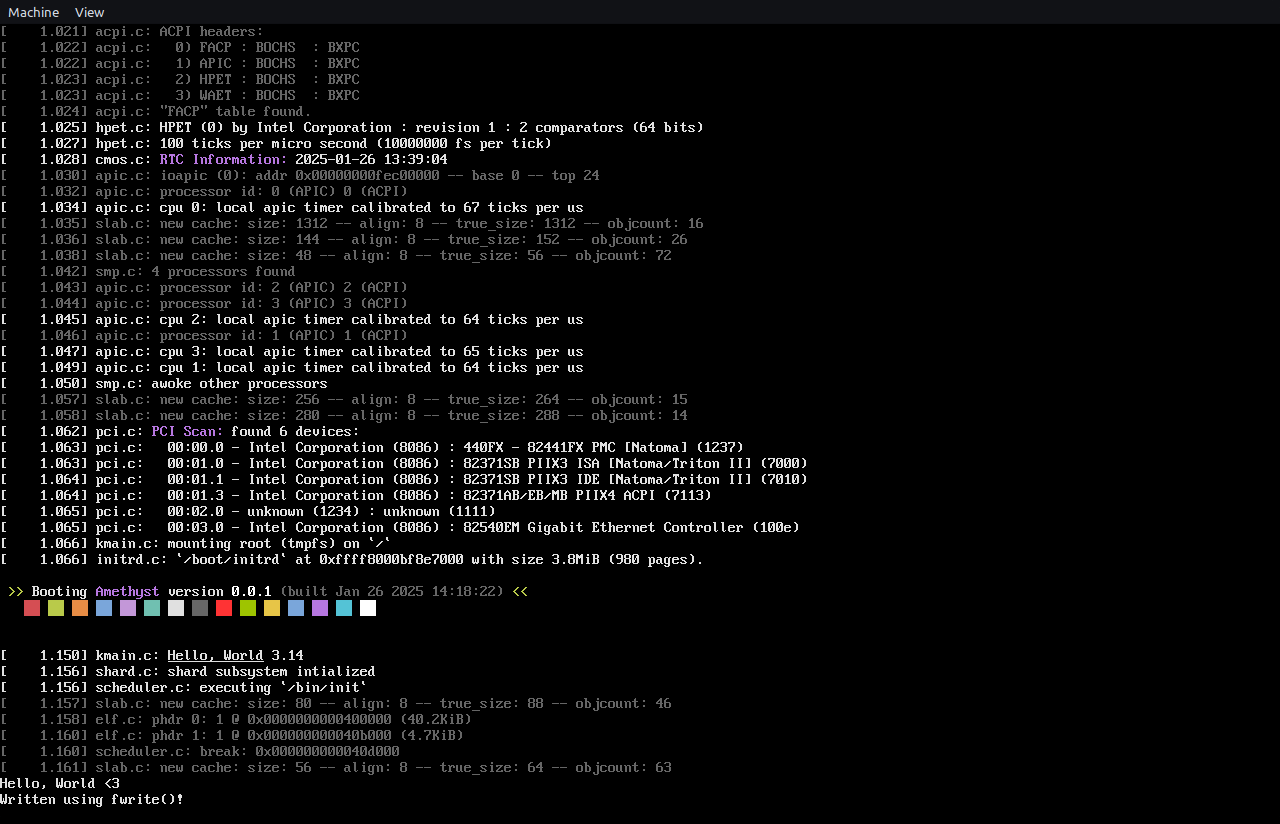 Machine View
[    1.021] acpi.c: ACPI headers:
[    1.022] acpi.c:   0) FACP : BOCHS  : BXPC
[    1.022] acpi.c:   1) APIC : BOCHS  : BXPC
[    1.023] acpi.c:   2) HPET : BOCHS  : BXPC
[    1.023] acpi.c:   3) WAET : BOCHS  : BXPC
[    1.024] acpi.c: "FACP" table found.
[    1.025] hpet.c: HPET (0) by Intel Corporation : revision 1 : 2 comparators (64 bits)
[    1.027] hpet.c: 100 ticks per micro second (10000000 fs per tick)
[    1.028] cmos.c: RTC Information: 2025-01-26 13:39:04
[    1.030] apic.c: ioapic (0): addr 0x00000000fec00000 -- base 0 -- top 24
[    1.032] apic.c: processor id: 0 (APIC) 0 (ACPI)
[    1.034] apic.c: cpu 0: local apic timer calibrated to 67 ticks per us
[    1.035] slab.c: new cache: size: 1312 -- align: 8 -- true_size: 1312 -- objcount: 16
[    1.036] slab.c: new cache: size: 144 -- align: 8 -- true_size: 152 -- objcount: 26
[    1.038] slab.c: new cache: size: 48 -- align: 8 -- true_size: 56 -- objcount: 72
[    1.042] smp.c: 4 processors found
[    1.043] apic.c: processor id: 2 (APIC) 2 (ACPI)
[    1.044] apic.c: processor id: 3 (APIC) 3 (ACPI)
[    1.045] apic.c: cpu 2: local apic timer calibrated to 64 ticks per us
[    1.046] apic.c: processor id: 1 (APIC) 1 (ACPI)
[    1.047] apic.c: cpu 3: local apic timer calibrated to 65 ticks per us
[    1.049] apic.c: cpu 1: local apic timer calibrated to 64 ticks per us
[    1.050] smp.c: awoke other processors
[    1.057] slab.c: new cache: size: 256 -- align: 8 -- true_size: 264 -- objcount: 15
[    1.058] slab.c: new cache: size: 280 -- align: 8 -- true_size: 288 -- objcount: 14
[    1.062] pci.c: PCI Scan: found 6 devices:
[    1.063] pci.c:   00:00.0 - Intel Corporation (8086) : 440FX - 82441FX PMC [Natoma] (1237)
[    1.063] pci.c:   00:01.0 - Intel Corporation (8086) : 82371SB PIIX3 ISA [Natoma/Triton II] (7000)
[    1.064] pci.c:   00:01.1 - Intel Corporation (8086) : 82371SB PIIX3 IDE [Natoma/Triton II] (7010)
[    1.064] pci.c:   00:01.3 - Intel Corporation (8086) : 82371AB/EB/MB PIIX4 ACPI (7113)
[    1.065] pci.c:   00:02.0 - unknown (1234) : unknown (1111)
[    1.065] pci.c:   00:03.0 - Intel Corporation (8086) : 82540EM Gigabit Ethernet Controller (100e)
[    1.066] kmain.c: mounting root (tmpfs) on `/`
[    1.066] initrd.c: `/boot/initrd` at 0xffff8000bf8e7000 with size 3.8MiB (980 pages).
>> Booting Amethyst version 0.0.1 (built Jan 26 2025 14:18:22) <<
[    1.150] kmain.c: Hello, World 3.14
[    1.156] shard.c: shard subsystem intialized
[    1.156] scheduler.c: executing `/bin/init`
[    1.157] slab.c: new cache: size: 80 -- align: 8 -- true_size: 88 -- objcount: 46
[    1.158] elf.c: phdr 0: 1 @ 0x0000000000400000 (40.2KiB)
[    1.160] elf.c: phdr 1: 1 @ 0x000000000040b000 (4.7KiB)
[    1.160] scheduler.c: break: 0x000000000040d000
[    1.161] slab.c: new cache: size: 56 -- align: 8 -- true_size: 64 -- objcount: 63
Hello, World <3
Written using fwrite()!